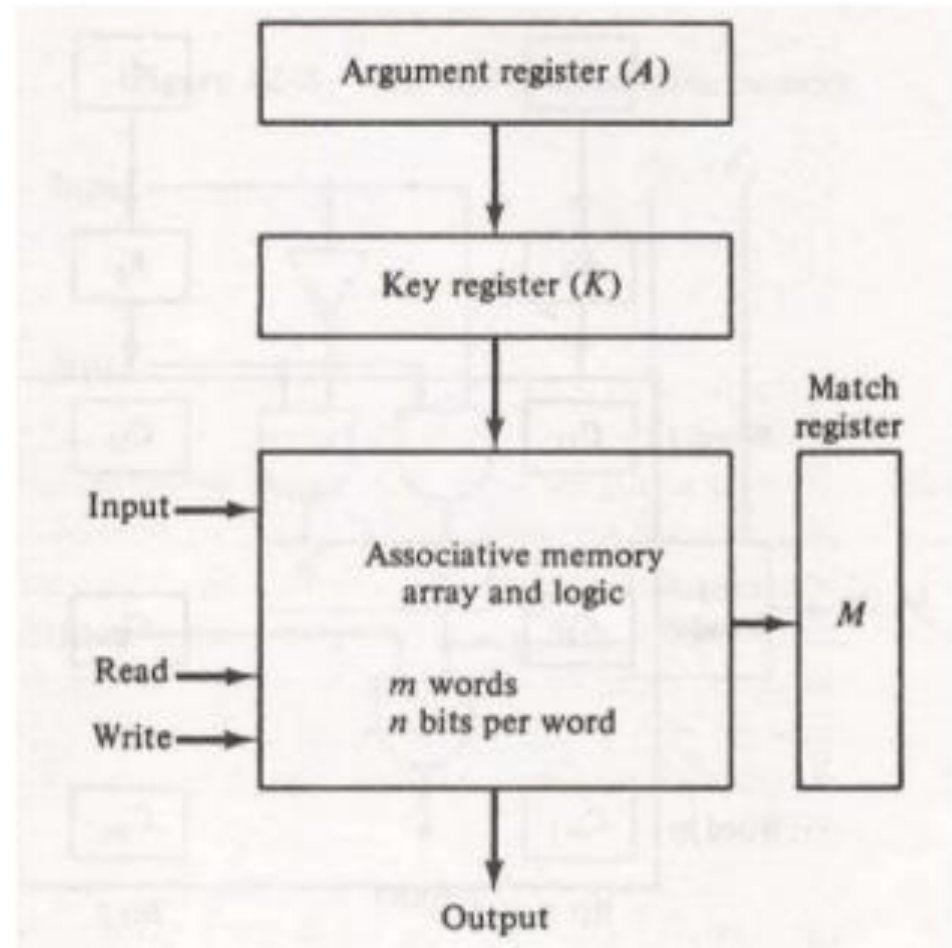 Argument register (A)
Key register (K)
Match
register
Input
Associative memory
array and logic
M
Read
m words
n bits per word
Write
Output